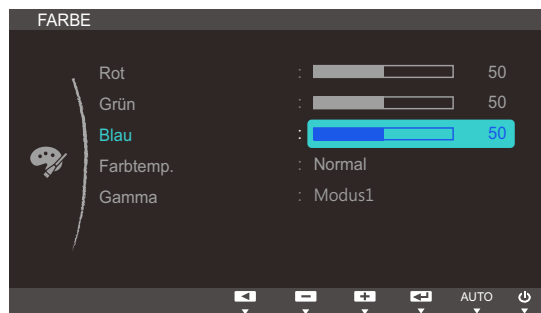 FARBE
Rot : 50
Grün : 50
Blau : 50
Farbtemp. : Normal
Gamma : Modus1
AUTO